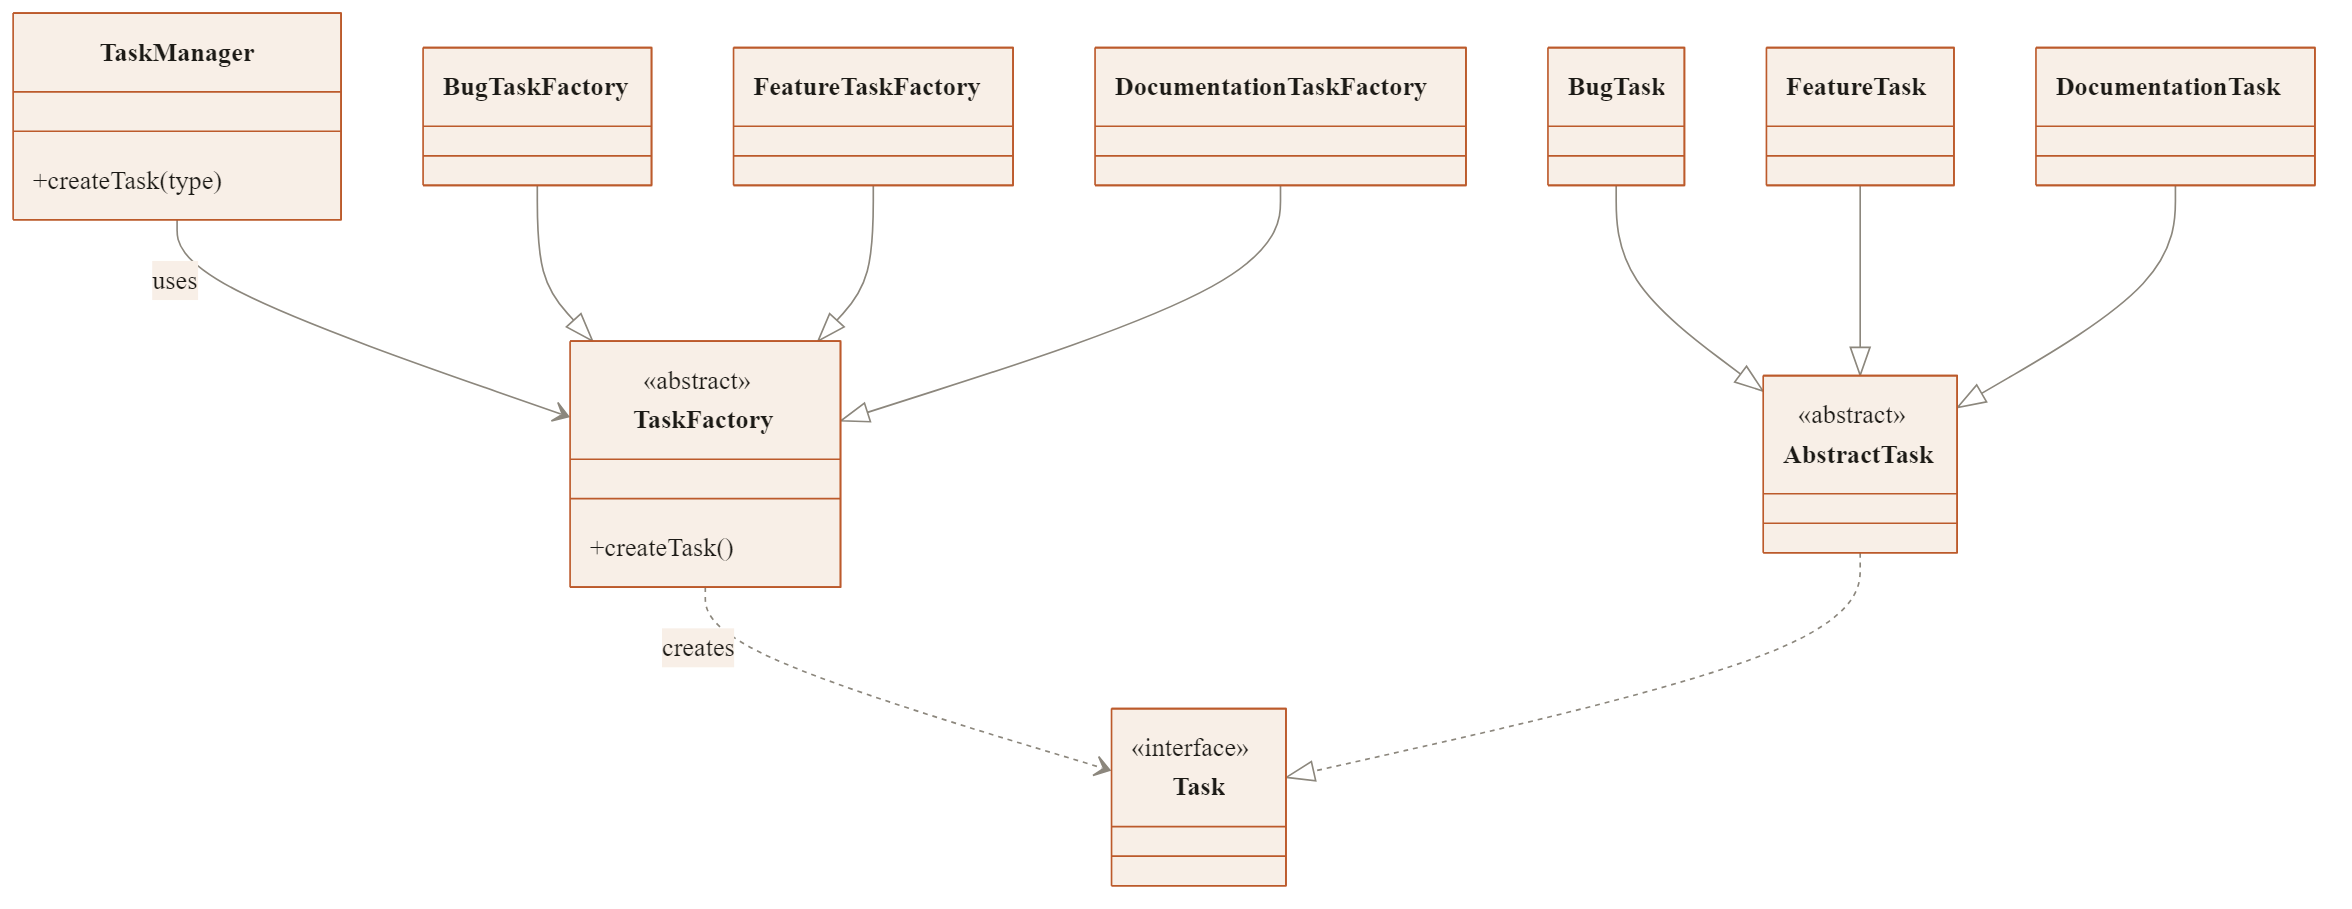 TaskManager
+createTask(type)
BugTaskFactory
FeatureTaskFactory
DocumentationTaskFactory
BugTask
FeatureTask
DocumentationTask
uses
«abstract»
TaskFactory
+createTask()
«abstract»
AbstractTask
creates
«interface»
Task